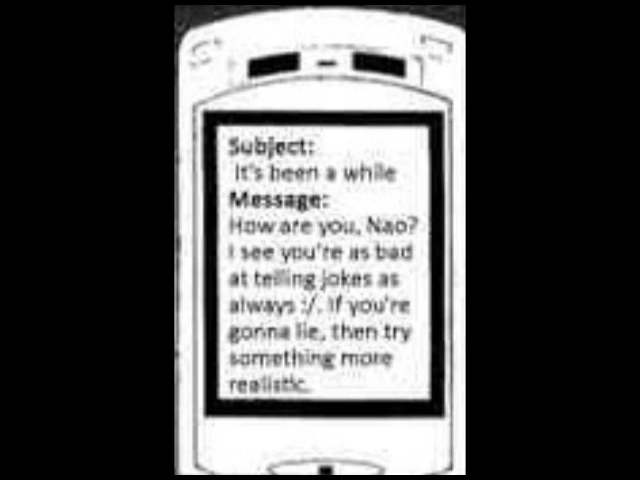 Subject:
It's been a while
Message:
How are you, Nao?
I see you're as bad
at telling jokes as
always :/. If you're
gonna lie, then try
something more
realistic.